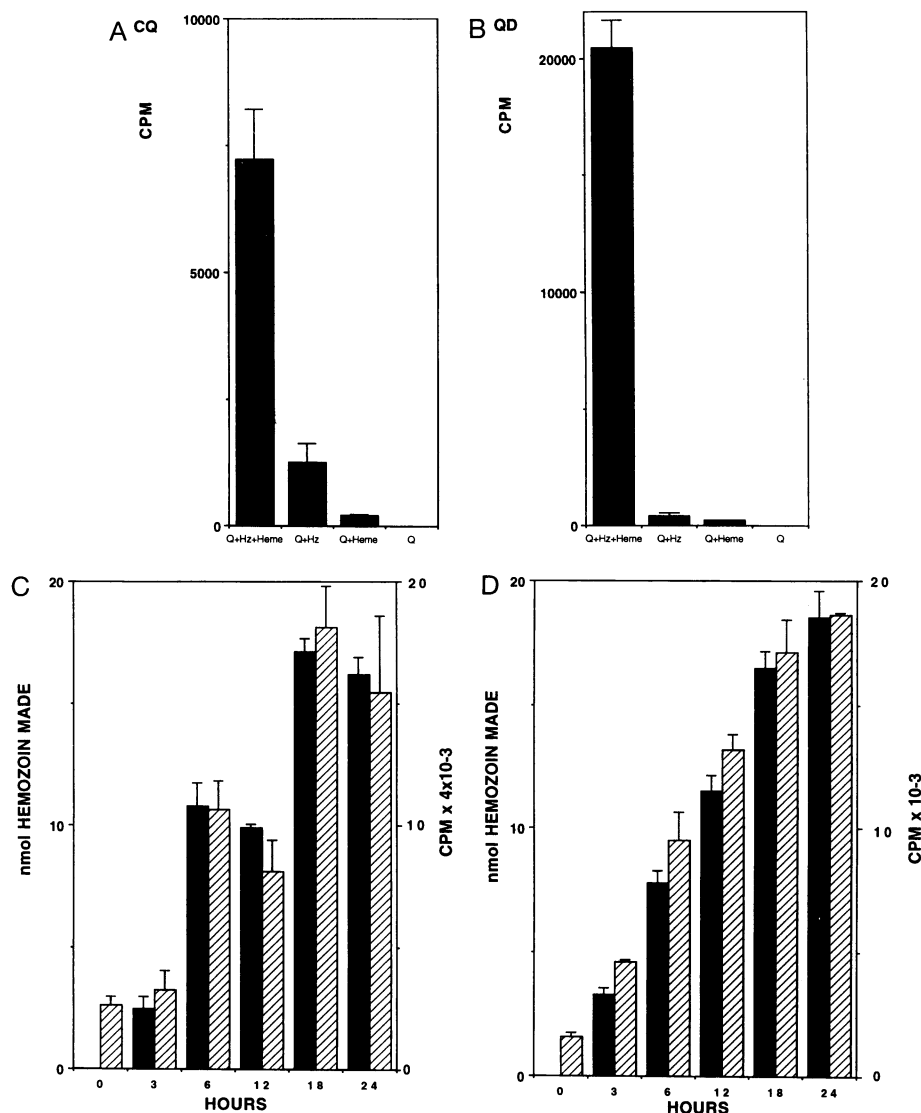 A CQ
CPM
10000
5000
0
Q+Hz+Heme Q+Hz Q+Heme Q
B QD
CPM
20000
10000
0
Q+Hz+Heme Q+Hz Q+Heme Q
C
nmol HEMOZOIN MADE
20
10
0
20
10
0
CPM x 4x10-3
0 3 6 12 18 24
HOURS
D
nmol HEMOZOIN MADE
20
10
0
20
10
0
CPM x 10-3
0 3 6 12 18 24
HOURS